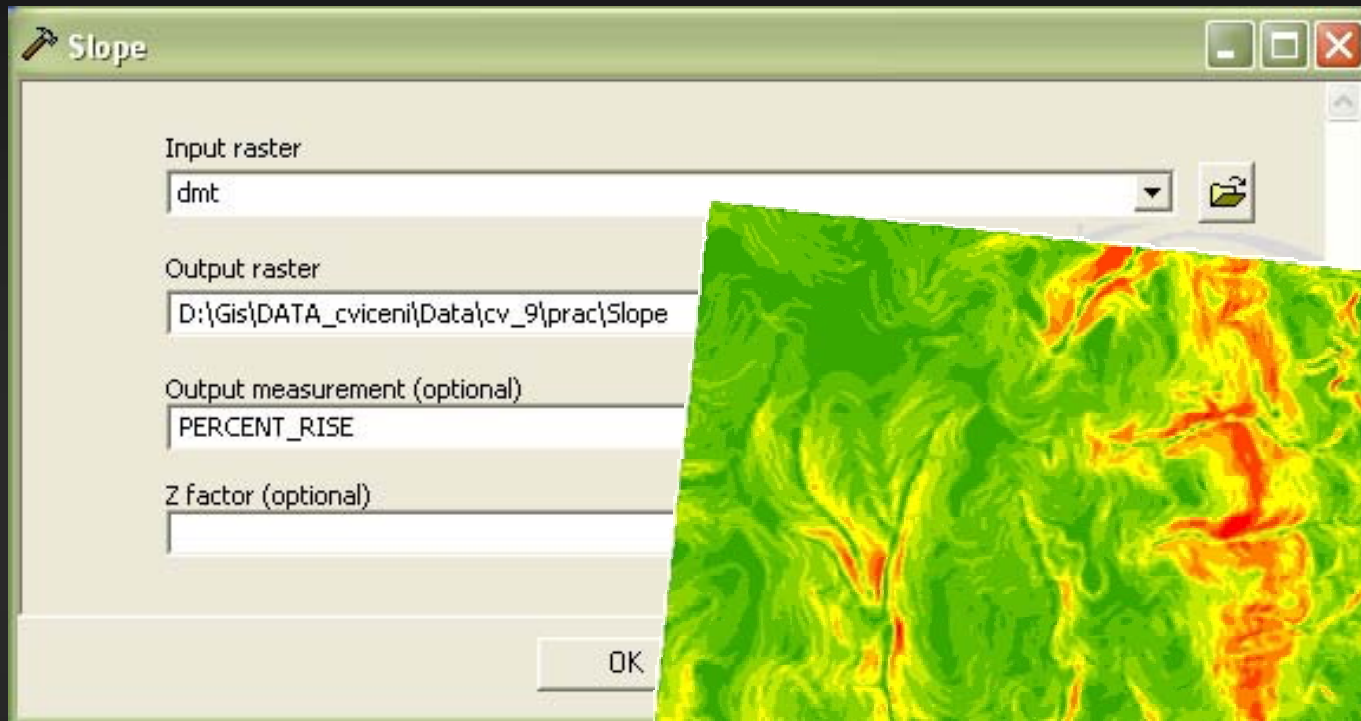 Slope
Input raster
dmt
Output raster
D:\Gis\DATA_cviceni\Data\cv_9\prac\Slope
Output measurement (optional)
PERCENT_RISE
Z factor (optional)
OK